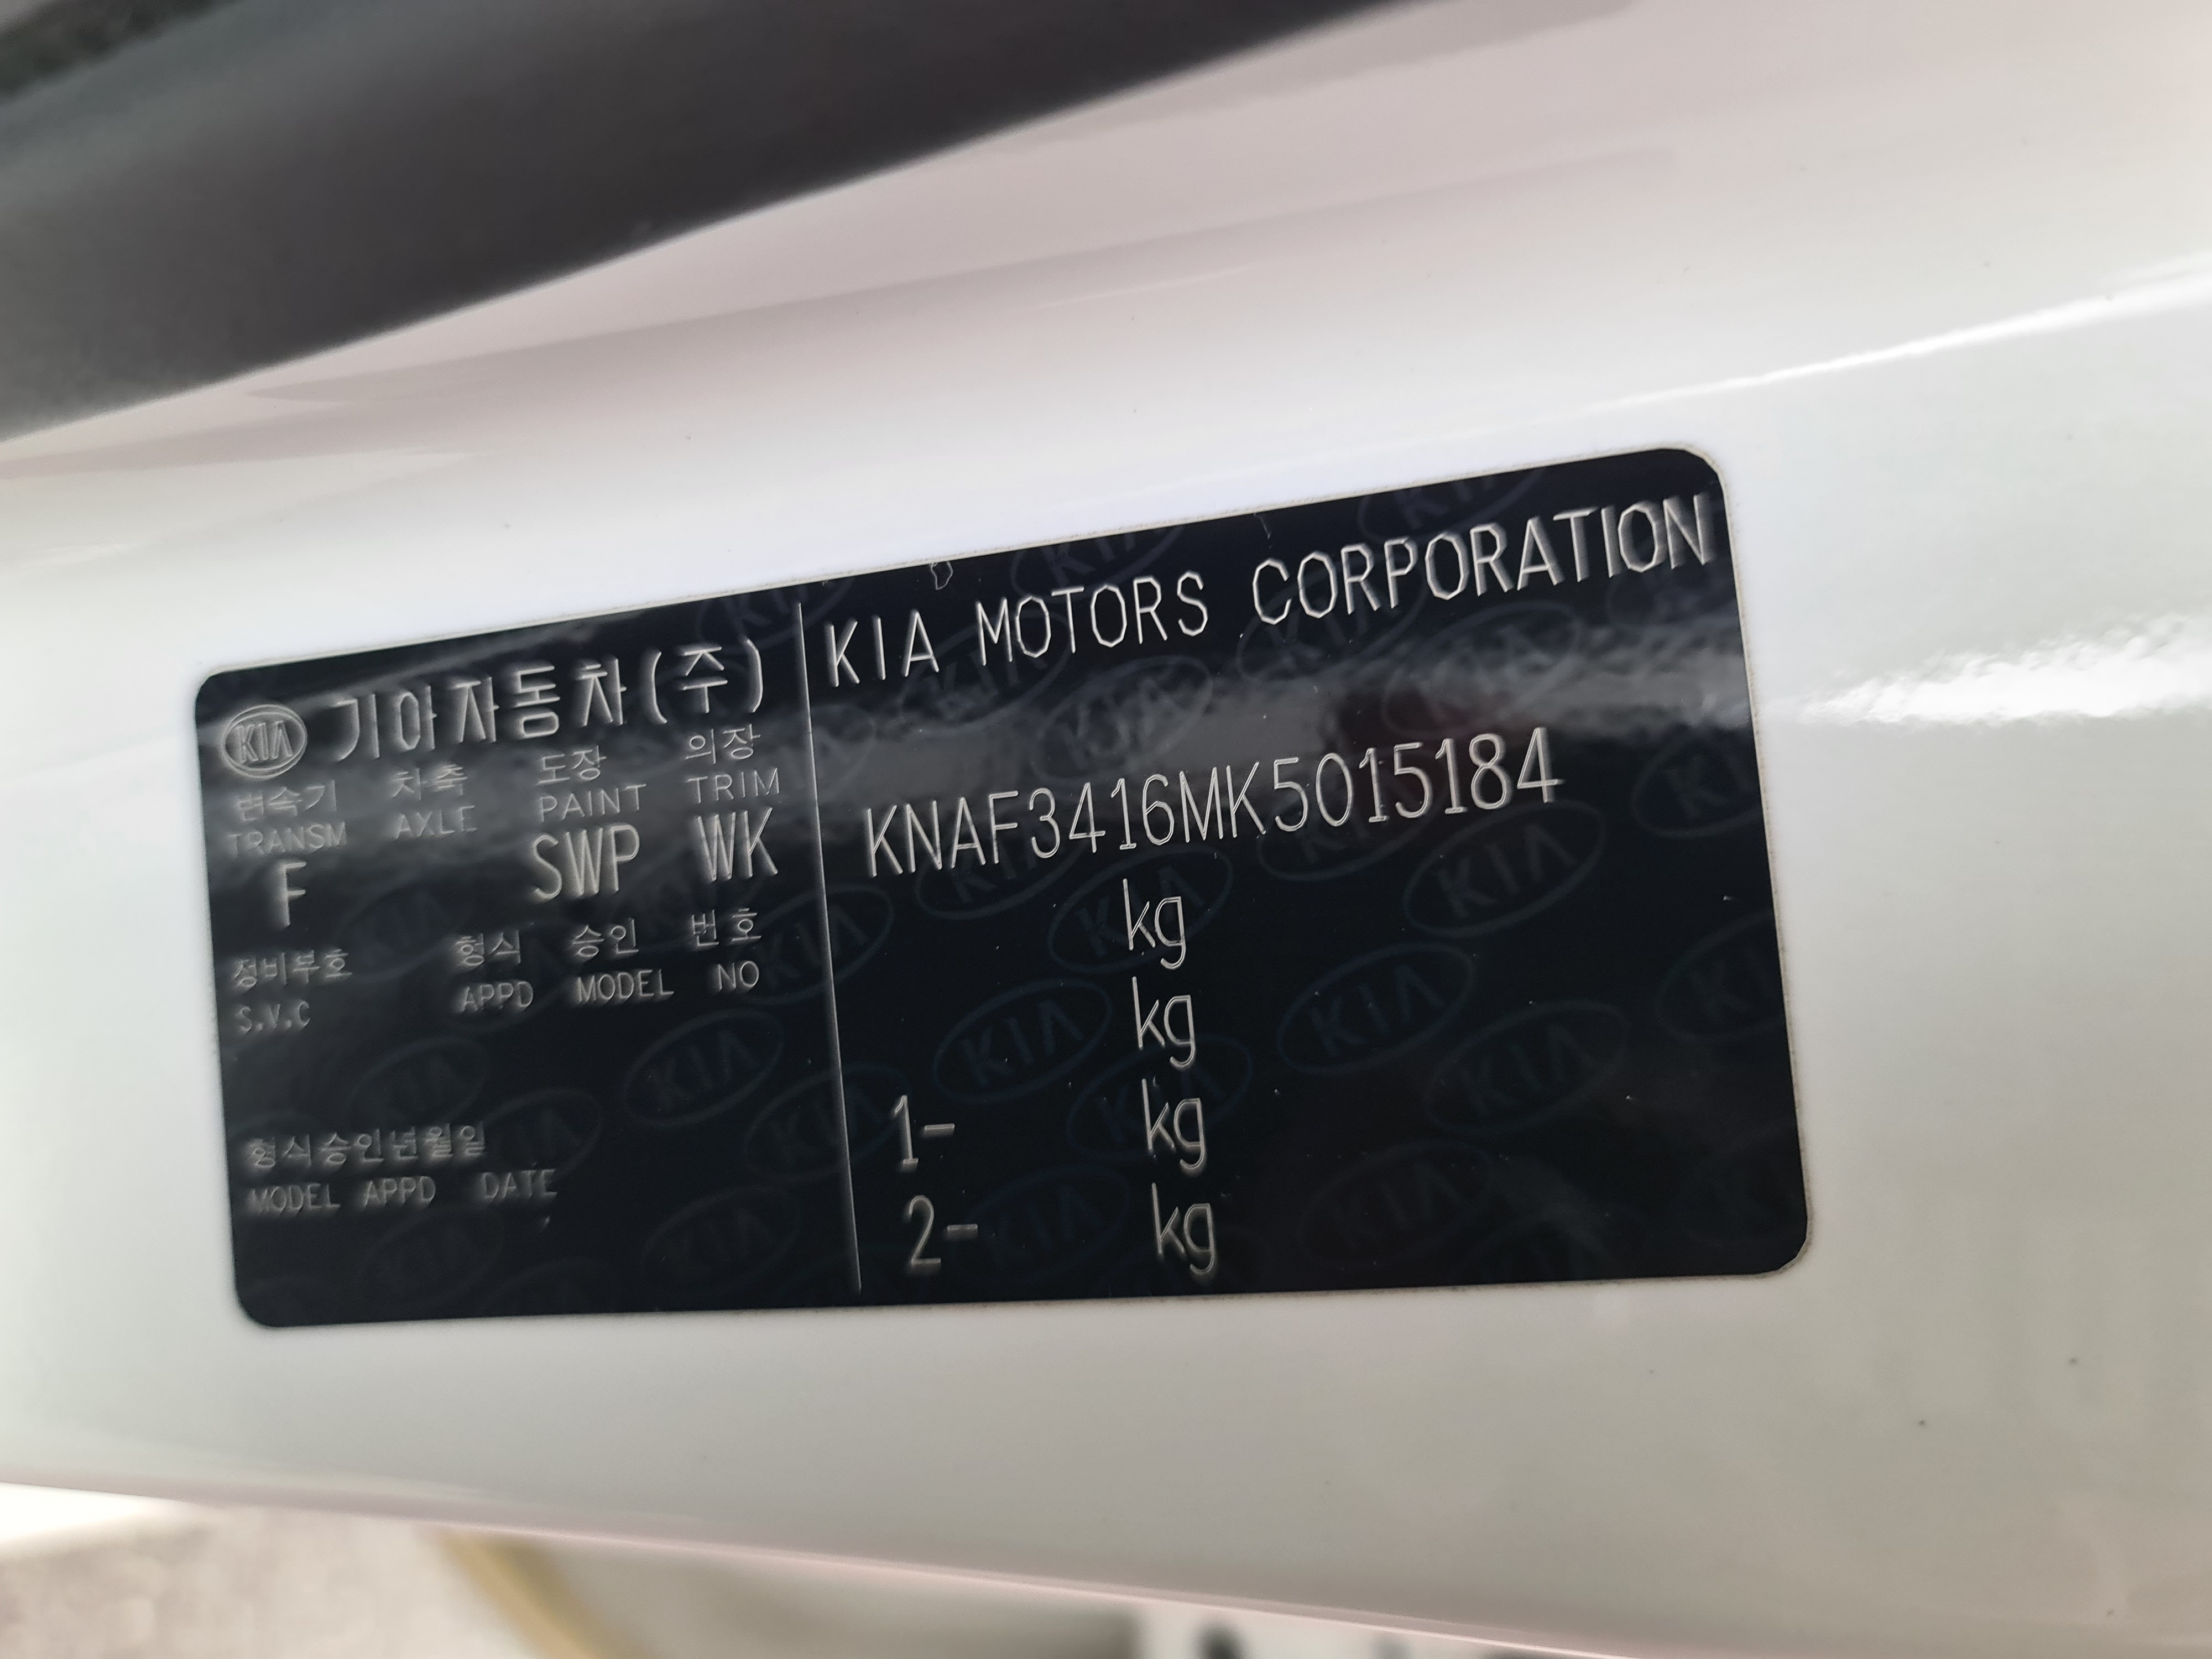 KIA 기아자동차(주)
변속기 차축 도장 의장
TRANSM AXLE PAINT TRIM
F SWP WK
정비부호 형식 승인 번호
S.V.C APPD MODEL NO
형식승인년월일
MODEL APPD DATE
KIA MOTORS CORPORATION
KNAF3416MK5015184
kg
kg
1- kg
2- kg